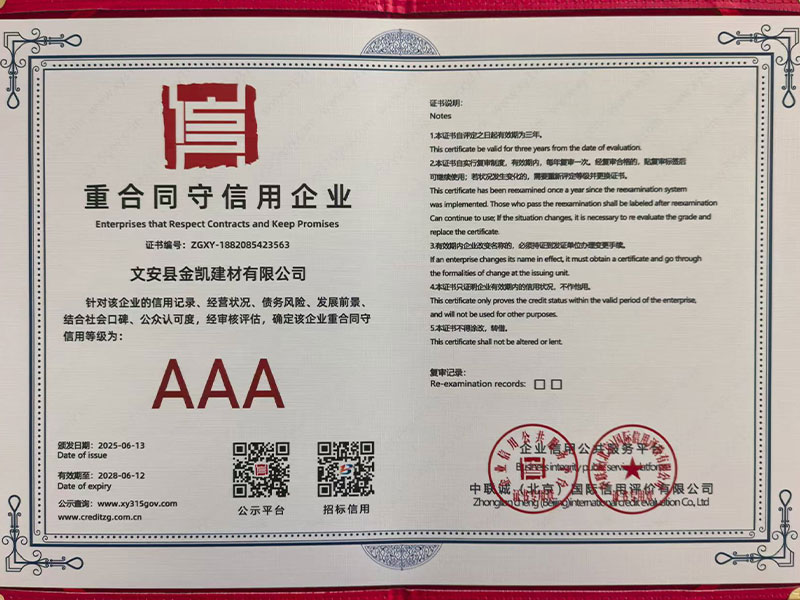 信
重合同守信用企业
Enterprises that Respect Contracts and Keep Promises
证书编号：ZGXY-1882085423563
文安县金凯建材有限公司
针对该企业的信用记录、经营状况、债务风险、发展前景、
结合社会口碑、公众认可度，经审核评估，确定该企业重合同守
信用等级为：
AAA
颁发日期：2025-06-13
Date of issue
有效期至：2028-06-12
Date of expiry
公示查询：www.xy315gov.com
www.creditzg.com.cn
公示平台
招标信用
证书说明：
Notes
1.本证书自评定之日起有效期为三年。
This certificate be valid for three years from the date of evaluation.
2.本证书自实行复审制度，有效期内，每年复审一次。经复审合格的，贴复审标签后
可继续使用；若状况发生变化的，需要重新评定等级并更换证书。
This certificate has been reexamined once a year since the reexamination system
was implemented. Those who pass the reexamination shall be labeled after reexamination
Can continue to use; If the situation changes, it is necessary to re evaluate the grade and
replace the certificate.
3.有效期内企业改变名称的，必须持证到发证单位办理变更手续。
If an enterprise changes its name in effect, it must obtain a certificate and go through
the formalities of change at the issuing unit.
4.本证书只证明企业有效期内的信用状况，不作他用。
This certificate only proves the credit status within the valid period of the enterprise,
and will not be used for other purposes.
5.本证书不得涂改，转借。
This certificate shall not be altered or lent.
复审记录：
Re-examination records: □ □
企业信用公共服务平台
Business integrity public service platform
中联诚（北京）国际信用评价有限公司
Zhongliancheng (Beijing) international credit evaluation Co., Ltd